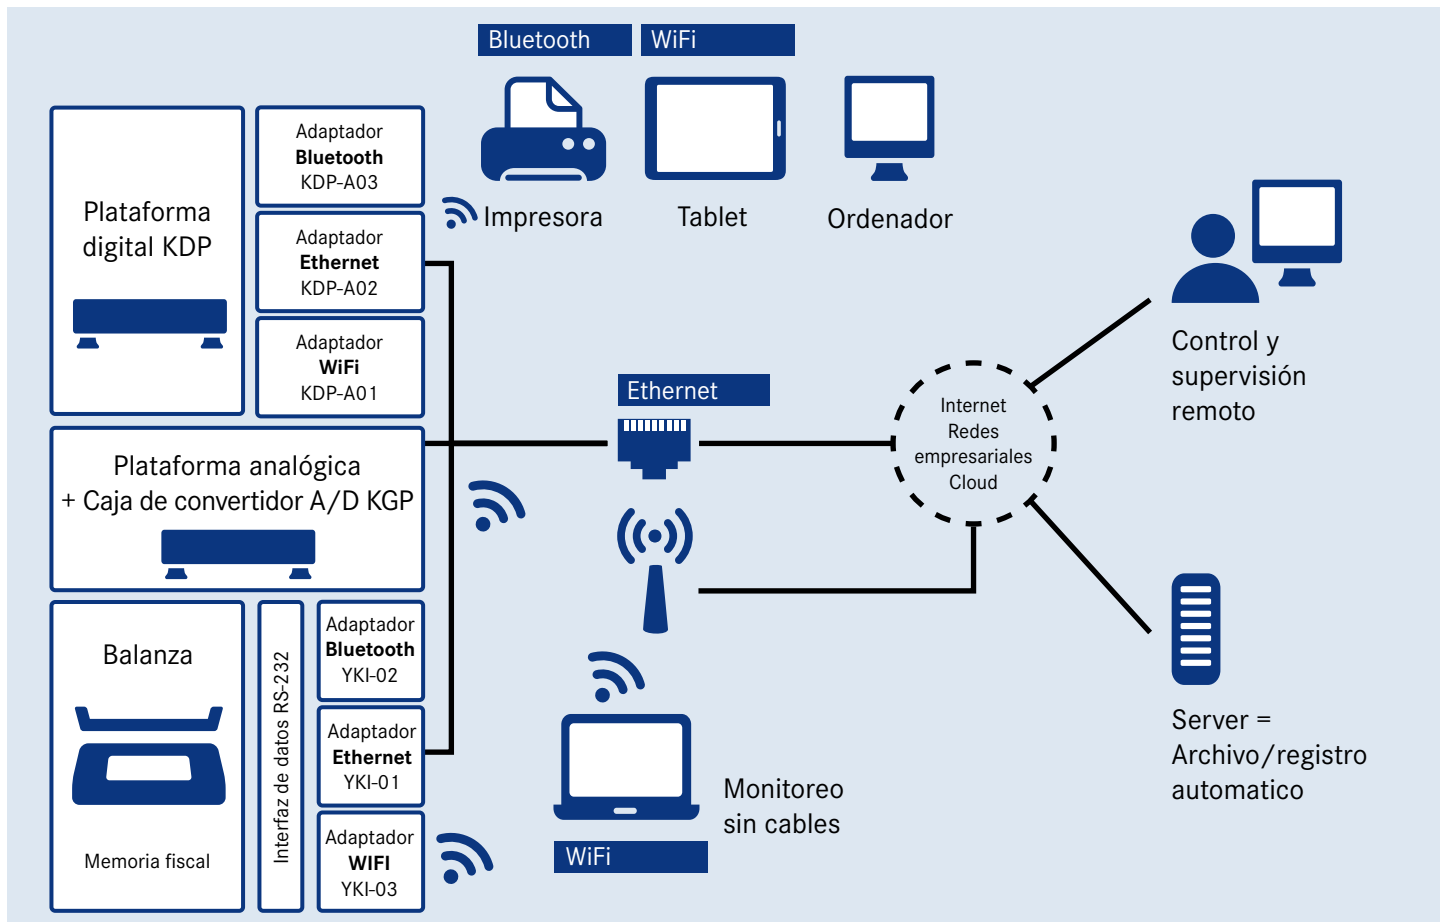 Bluetooth
WiFi
Impresora
Tablet
Ordenador
Plataforma
digital KDP
Adaptador
Bluetooth
KDP-A03
Adaptador
Ethernet
KDP-A02
Adaptador
WiFi
KDP-A01
Plataforma analógica
+ Caja de convertidor A/D KGP
Balanza
Memoria fiscal
Interfaz de datos RS-232
Adaptador
Bluetooth
YKI-02
Adaptador
Ethernet
YKI-01
Adaptador
WIFI
YKI-03
Ethernet
Monitoreo
sin cables
WiFi
Internet
Redes
empresariales
Cloud
Control y
supervisión
remoto
Server =
Archivo/registro
automatico